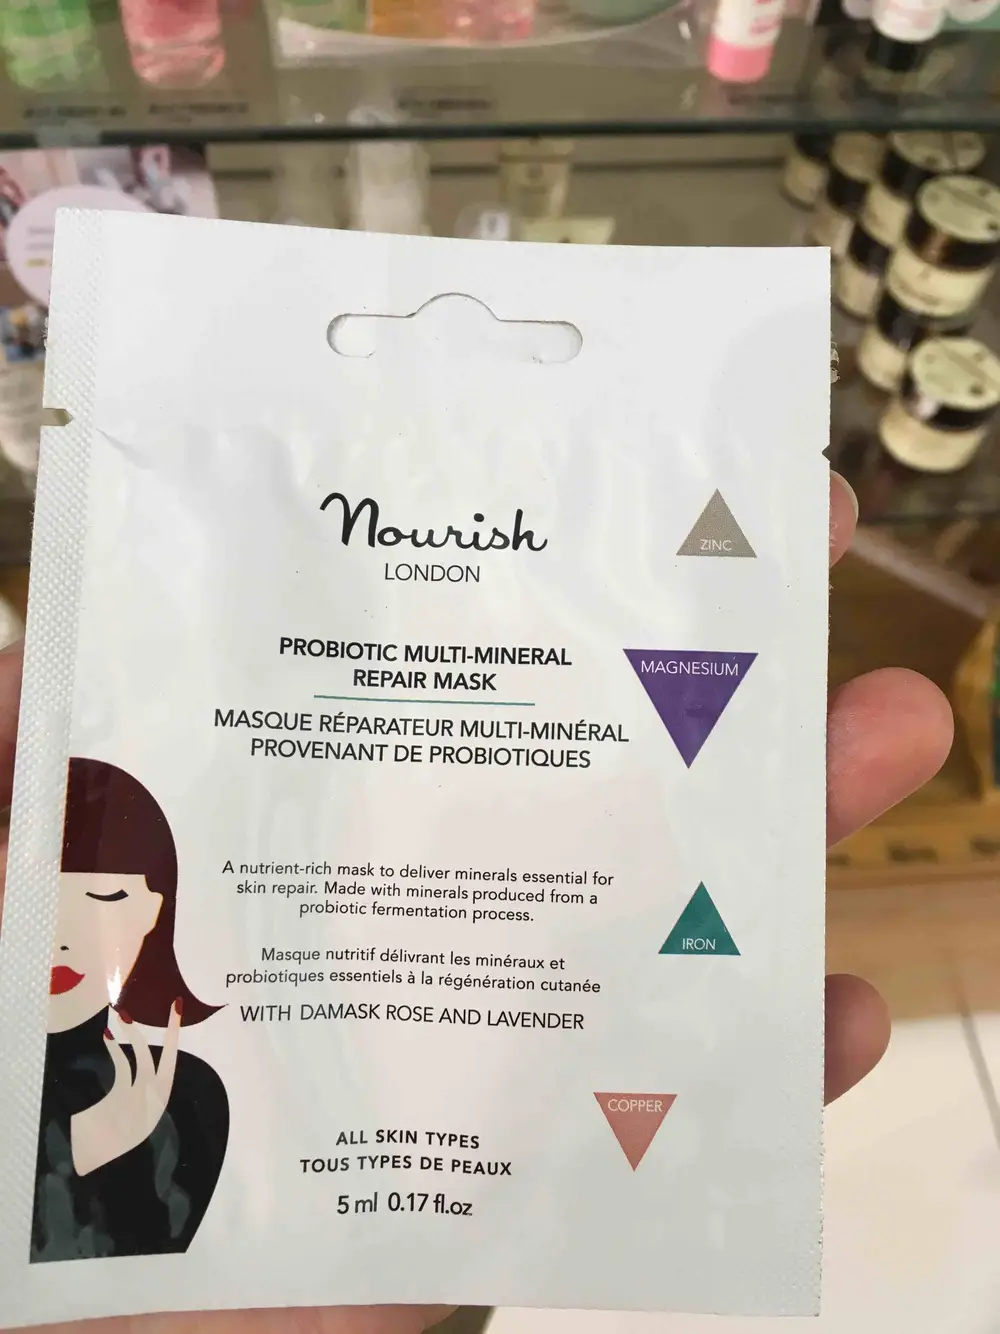 Nourish
LONDON
ZINC
PROBIOTIC MULTI-MINERAL
REPAIR MASK
MAGNESIUM
MASQUE RÉPARATEUR MULTI-MINÉRAL
PROVENANT DE PROBIOTIQUES
A nutrient-rich mask to deliver minerals essential for
skin repair. Made with minerals produced from a
probiotic fermentation process.
IRON
Masque nutritif délivrant les minéraux et
probiotiques essentiels à la régénération cutanée
WITH DAMASK ROSE AND LAVENDER
COPPER
ALL SKIN TYPES
TOUS TYPES DE PEAUX
5 ml 0.17 fl.oz